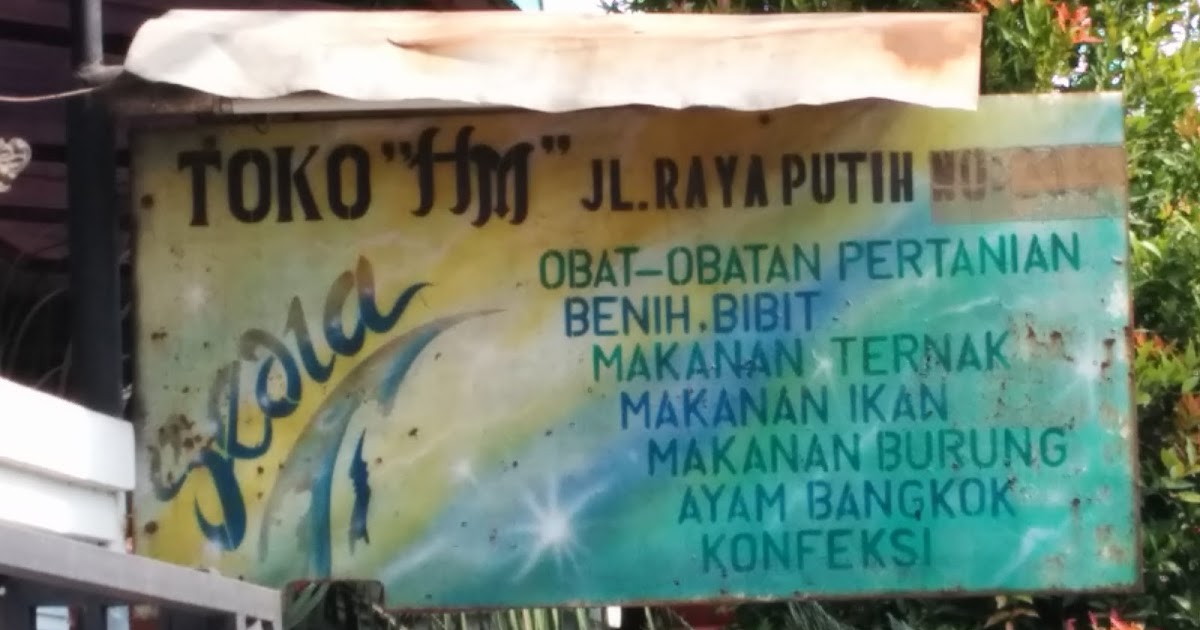 TOKO "HM" JL.RAYA PUTIH NO
OBAT-OBATAN PERTANIAN
BENIH.BIBIT
MAKANAN TERNAK
MAKANAN IKAN
MAKANAN BURUNG
AYAM BANGKOK
KONFEKSI